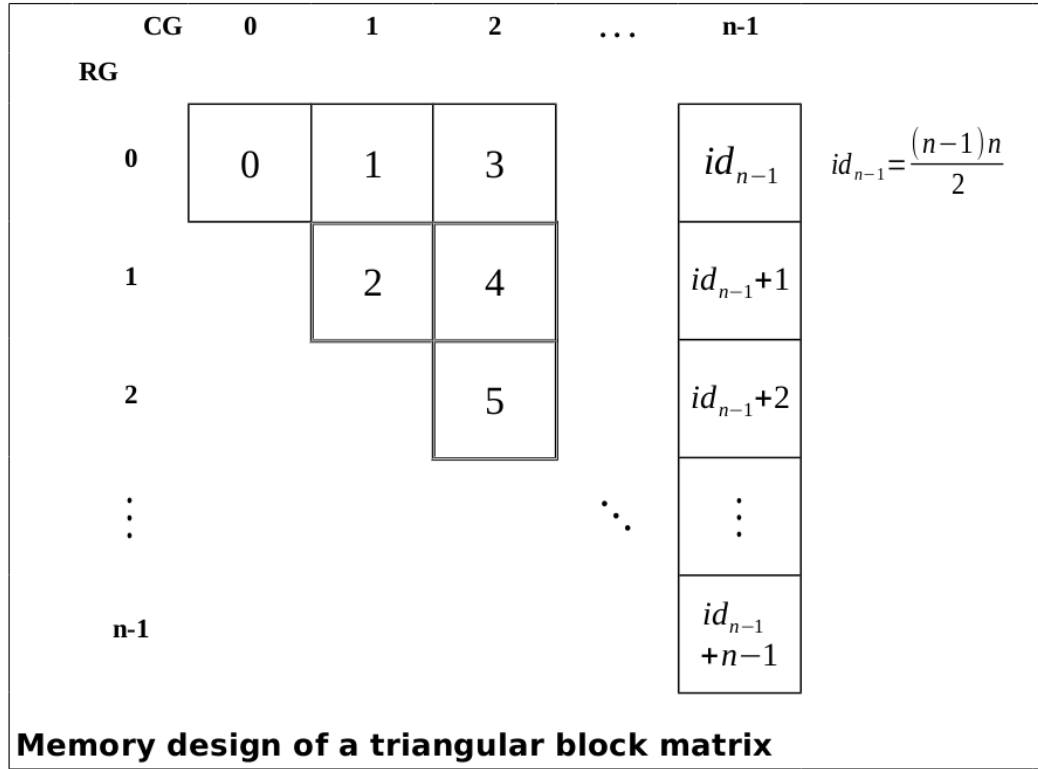 CG 0 1 2 ... n-1
RG
0 0 1 3 id_{n-1} id_{n-1}=\frac{(n-1)n}{2}
1 2 4 id_{n-1}+1
2 5 id_{n-1}+2
⋮ ⋱ ⋮
n-1 id_{n-1}
+n-1
Memory design of a triangular block matrix